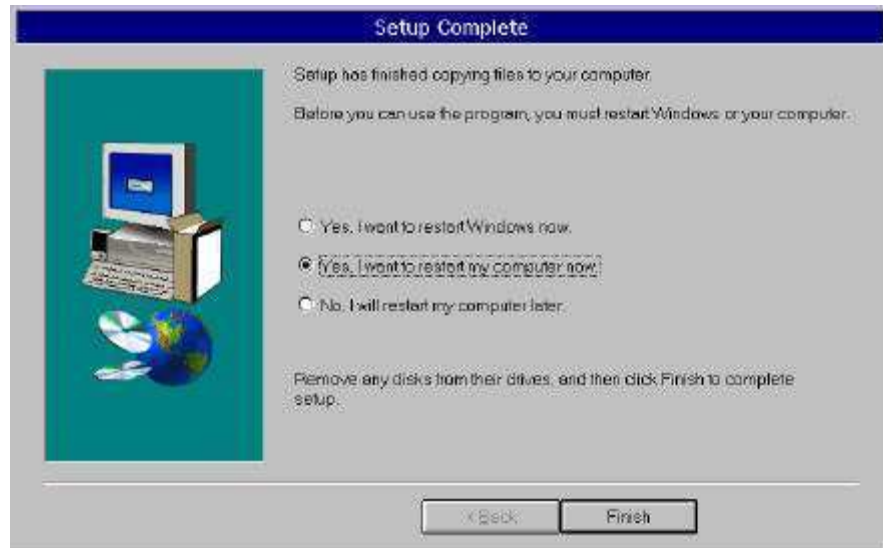 Setup Complete
Setup has finished copying files to your computer.
Before you can use the program, you must restart Windows or your computer.
Yes, I want to restart Windows now.
Yes, I want to restart my computer now.
No, I will restart my computer later.
Remove any disks from their drives, and then click Finish to complete
setup.
< Back
Finish